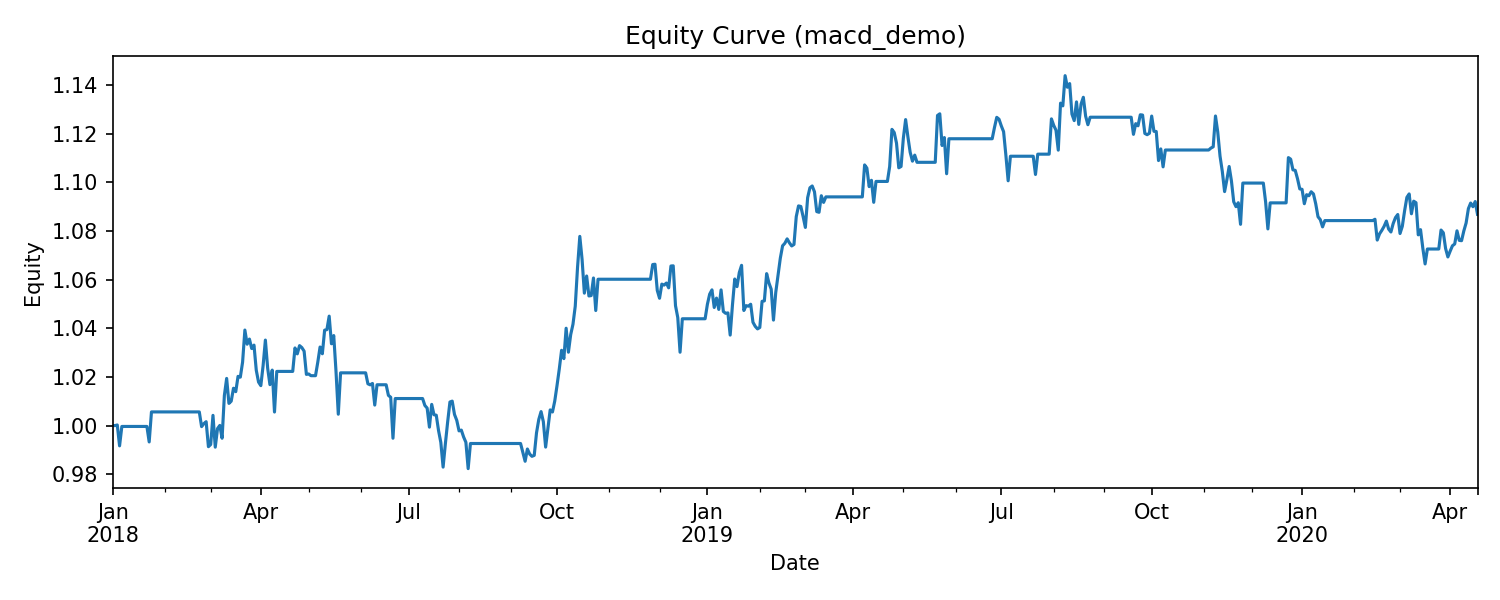 Equity Curve (macd_demo)
1.14
1.12
1.10
1.08
1.06
1.04
1.02
1.00
0.98
Equity
Jan Apr Jul Oct Jan Apr Jul Oct Jan Apr
2018 2019 2020
Date